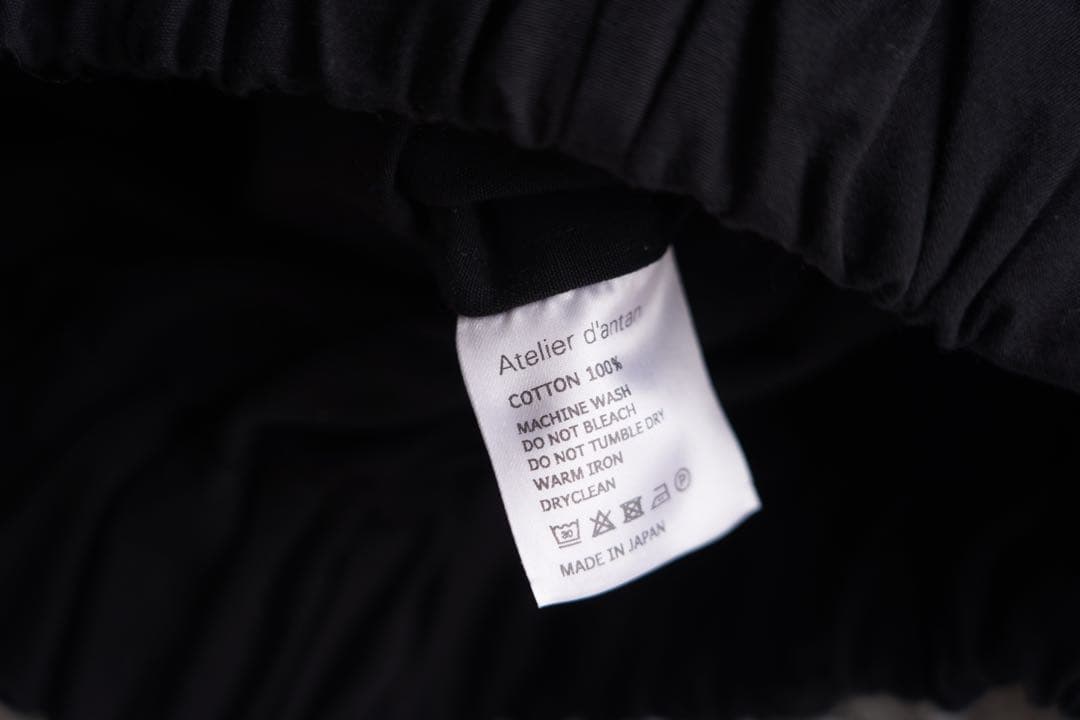 Atelier d'antan
COTTON 100%
MACHINE WASH
DO NOT BLEACH
DO NOT TUMBLE DRY
WARM IRON
DRYCLEAN
30 P
MADE IN JAPAN